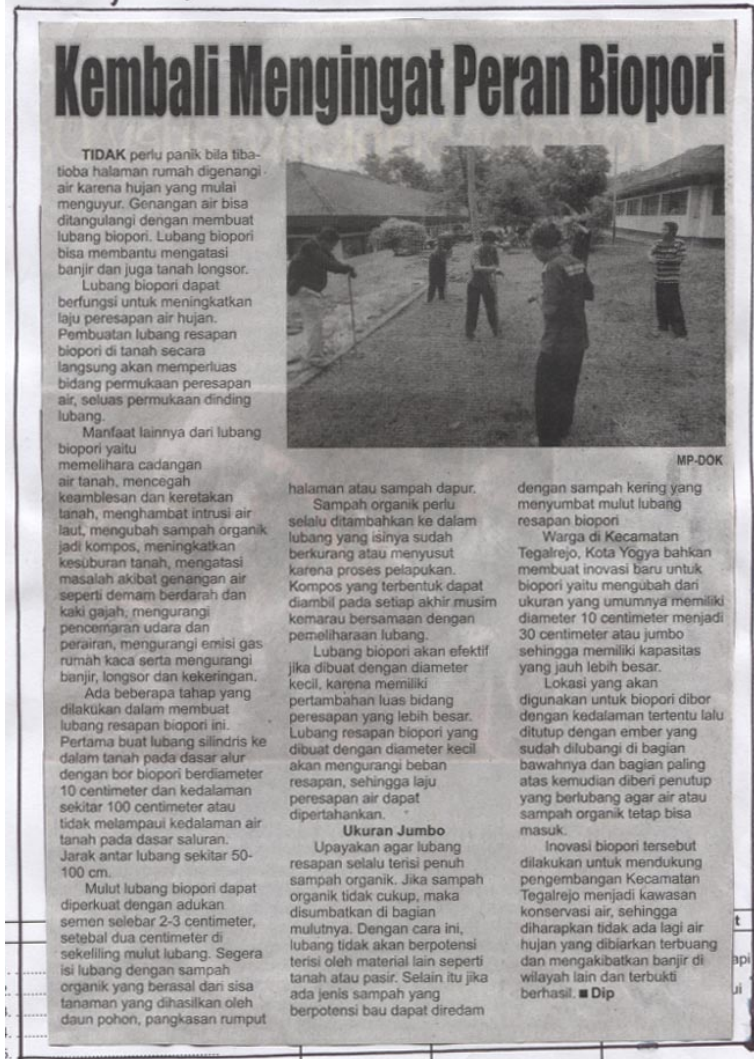 Kembali Mengingat Peran Biopori
TIDAK perlu panik bila tiba-
tioba halaman rumah digenangi
air karena hujan yang mulai
menguyur. Genangan air bisa
ditangulangi dengan membuat
lubang biopori. Lubang biopori
bisa membantu mengatasi
banjir dan juga tanah longsor.
Lubang biopori dapat
berfungsi untuk meningkatkan
laju peresapan air hujan.
Pembuatan lubang resapan
biopori di tanah secara
langsung akan memperluas
bidang permukaan peresapan
air, seluas permukaan dinding
lubang.
Manfaat lainnya dari lubang
biopori yaitu
memelihara cadangan
air tanah, mencegah
keamblesan dan keretakan
tanah, menghambat intrusi air
laut, mengubah sampah organik
jadi kompos, meningkatkan
kesuburan tanah, mengatasi
masalah akibat genangan air
seperti demam berdarah dan
kaki gajah, mengurangi
pencemaran udara dan
perairan, mengurangi emisi gas
rumah kaca serta mengurangi
banjir, longsor dan kekeringan.
Ada beberapa tahap yang
dilakukan dalam membuat
lubang resapan biopori ini.
Pertama buat lubang silindris ke
dalam tanah pada dasar alur
dengan bor biopori berdiameter
10 centimeter dan kedalaman
sekitar 100 centimeter atau
tidak melampaui kedalaman air
tanah pada dasar saluran.
Jarak antar lubang sekitar 50-
100 cm.
Mulut lubang biopori dapat
diperkuat dengan adukan
semen selebar 2-3 centimeter,
setebal dua centimeter di
sekeliling mulut lubang. Segera
isi lubang dengan sampah
organik yang berasal dari sisa
tanaman yang dihasilkan oleh
daun pohon, pangkasan rumput
MP-DOK
halaman atau sampah dapur.
Sampah organik perlu
selalu ditambahkan ke dalam
lubang yang isinya sudah
berkurang atau menyusut
karena proses pelapukan.
Kompos yang terbentuk dapat
diambil pada setiap akhir musim
kemarau bersamaan dengan
pemeliharaan lubang.
Lubang biopori akan efektif
jika dibuat dengan diameter
kecil, karena memiliki
pertambahan luas bidang
peresapan yang lebih besar.
Lubang resapan biopori yang
dibuat dengan diameter kecil
akan mengurangi beban
resapan, sehingga laju
peresapan air dapat
dipertahankan.
Ukuran Jumbo
Upayakan agar lubang
resapan selalu terisi penuh
sampah organik. Jika sampah
organik tidak cukup, maka
disumbatkan di bagian
mulutnya. Dengan cara ini,
lubang tidak akan berpotensi
terisi oleh material lain seperti
tanah atau pasir. Selain itu jika
ada jenis sampah yang
berpotensi bau dapat diredam
dengan sampah kering yang
menyumbat mulut lubang
resapan biopori
Warga di Kecamatan
Tegalrejo, Kota Yogya bahkan
membuat inovasi baru untuk
biopori yaitu mengubah dari
ukuran yang umumnya memiliki
diameter 10 centimeter menjadi
30 centimeter atau jumbo
sehingga memiliki kapasitas
yang jauh lebih besar.
Lokasi yang akan
digunakan untuk biopori dibor
dengan kedalaman tertentu lalu
ditutup dengan ember yang
sudah dilubangi di bagian
bawahnya dan bagian paling
atas kemudian diberi penutup
yang berlubang agar air atau
sampah organik tetap bisa
masuk.
Inovasi biopori tersebut
dilakukan untuk mendukung
pengembangan Kecamatan
Tegalrejo menjadi kawasan
konservasi air, sehingga
diharapkan tidak ada lagi air
hujan yang dibiarkan terbuang
dan mengakibatkan banjir di
wilayah lain dan terbukti
berhasil. ■ Dip